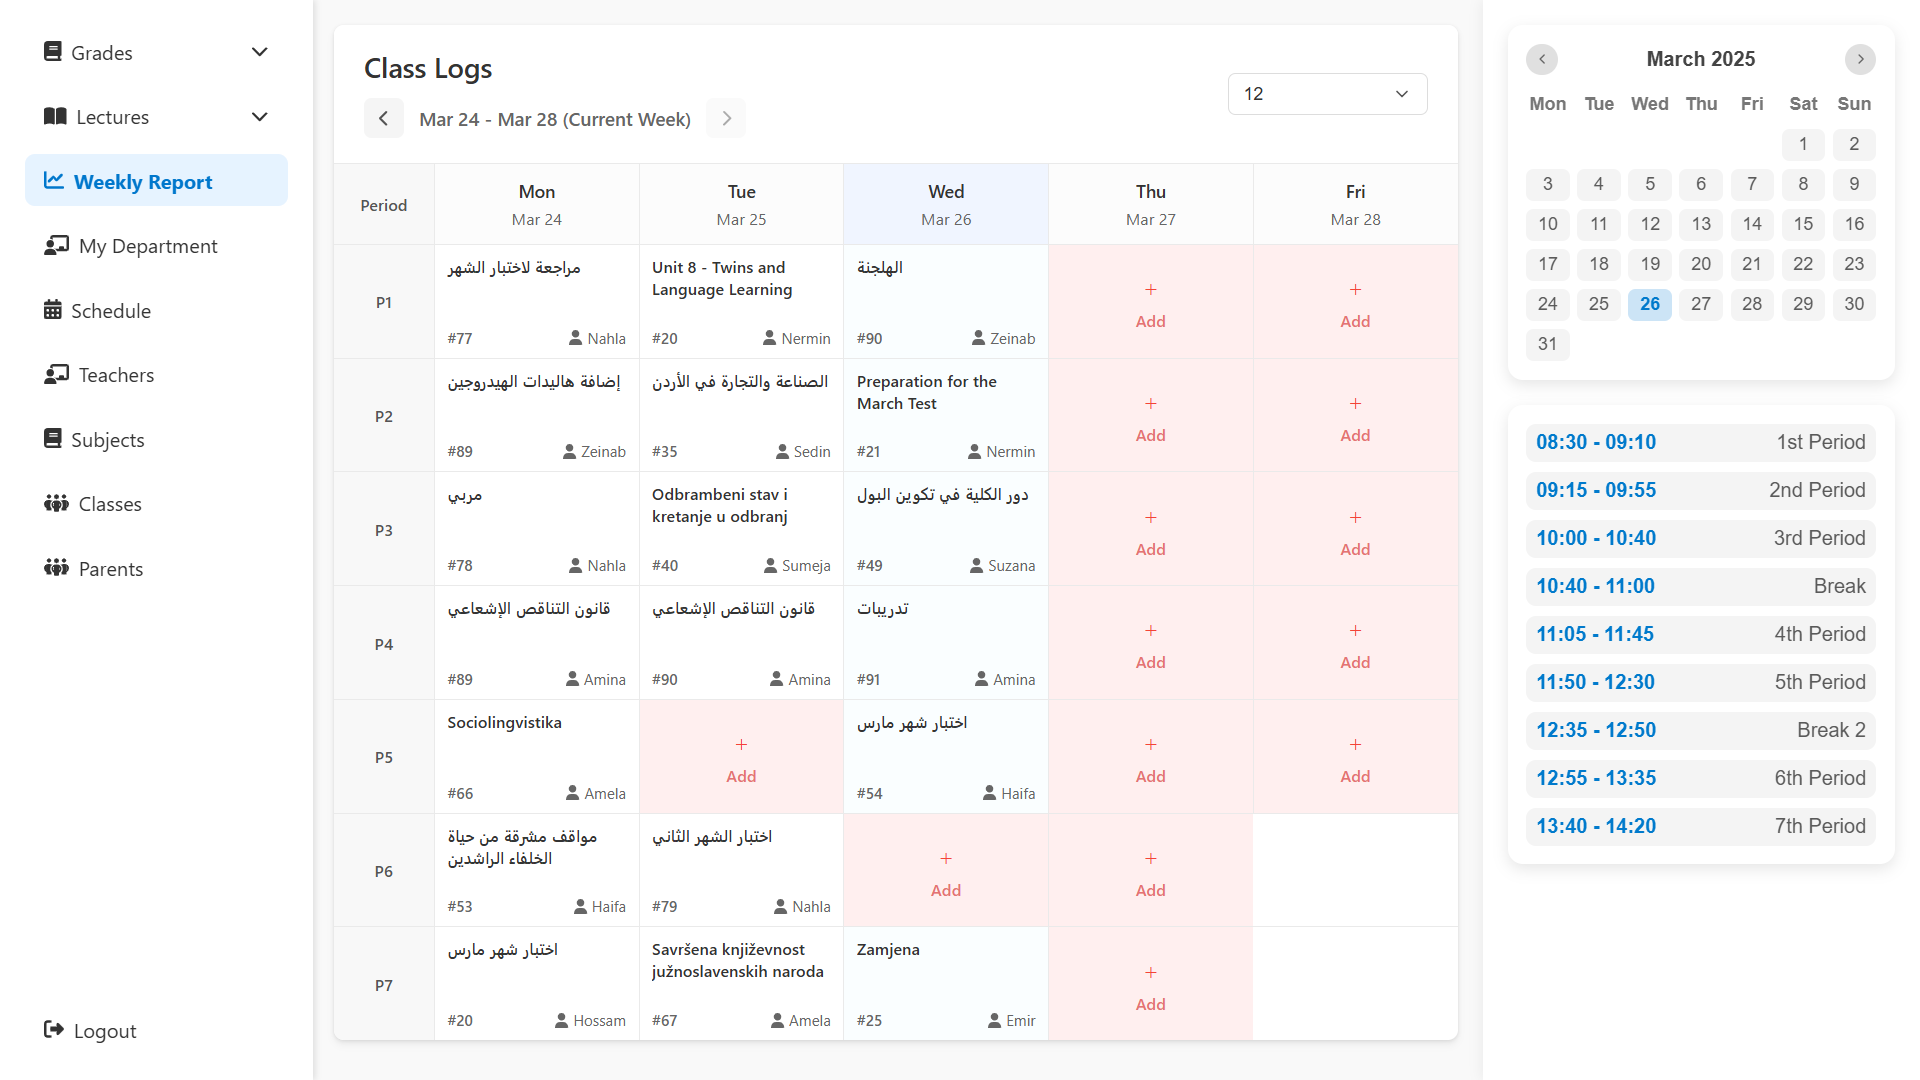 Grades
Lectures
Weekly Report
My Department
Schedule
Teachers
Subjects
Classes
Parents
Logout
Class Logs
Mar 24 - Mar 28 (Current Week)
12
Period
Mon
Mar 24
Tue
Mar 25
Wed
Mar 26
Thu
Mar 27
Fri
Mar 28
P1
مراجعة لاختبار الشهر
#77 Nahla
Unit 8 - Twins and
Language Learning
#20 Nermin
الهلجنة
#90 Zeinab
+
Add
+
Add
P2
إضافة هاليدات الهيدروجين
#89 Zeinab
الصناعة والتجارة في الأردن
#35 Sedin
Preparation for the
March Test
#21 Nermin
+
Add
+
Add
P3
مربي
#78 Nahla
Odbrambeni stav i
kretanje u odbranj
#40 Sumeja
دور الكلية في تكوين البول
#49 Suzana
+
Add
+
Add
P4
قانون التناقص الإشعاعي
#89 Amina
قانون التناقص الإشعاعي
#90 Amina
تدريبات
#91 Amina
+
Add
+
Add
P5
Sociolingvistika
#66 Amela
+
Add
اختبار شهر مارس
#54 Haifa
+
Add
+
Add
P6
مواقف مشرقة من حياة
الخلفاء الراشدين
#53 Haifa
اختبار الشهر الثاني
#79 Nahla
+
Add
+
Add
P7
اختبار شهر مارس
#20 Hossam
Savršena književnost
južnoslavenskih naroda
#67 Amela
Zamjena
#25 Emir
+
Add
March 2025
Mon Tue Wed Thu Fri Sat Sun
1 2
3 4 5 6 7 8 9
10 11 12 13 14 15 16
17 18 19 20 21 22 23
24 25 26 27 28 29 30
31
08:30 - 09:10 1st Period
09:15 - 09:55 2nd Period
10:00 - 10:40 3rd Period
10:40 - 11:00 Break
11:05 - 11:45 4th Period
11:50 - 12:30 5th Period
12:35 - 12:50 Break 2
12:55 - 13:35 6th Period
13:40 - 14:20 7th Period